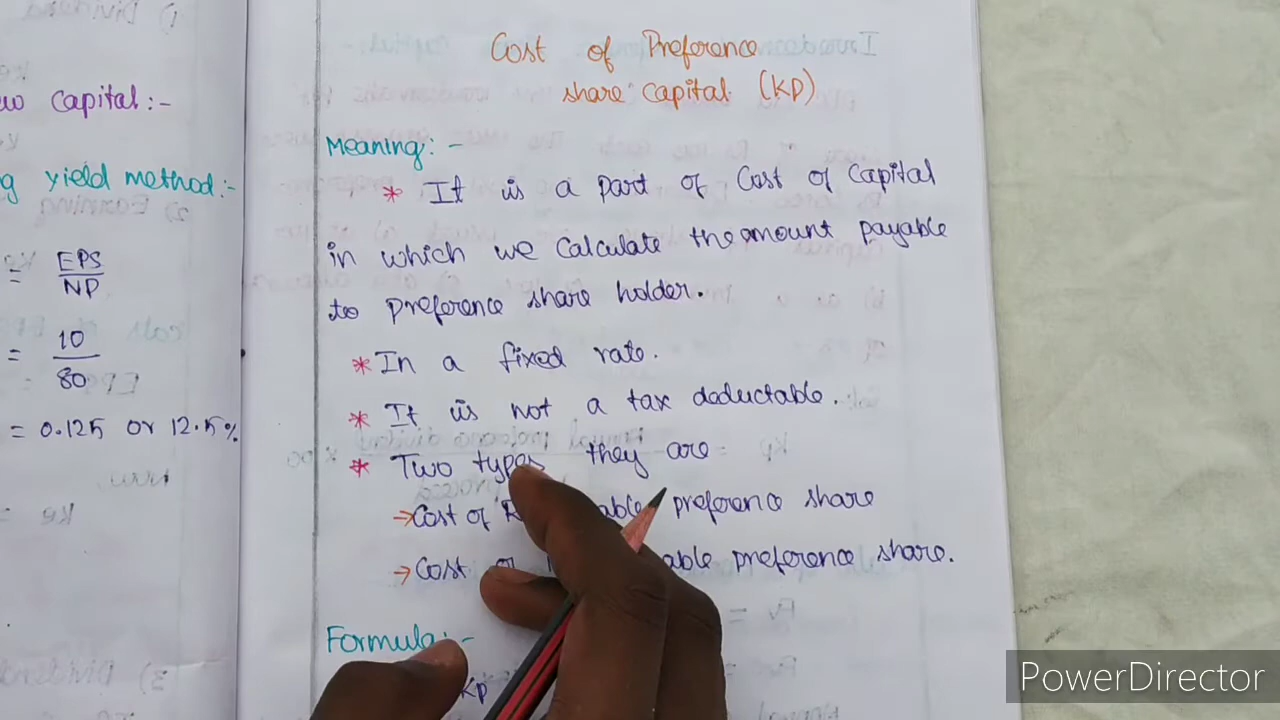 w capital:-
g yield method:-
= EPS
NP
= 10
80
= 0.125 or 12.5%
Cost of Preference
share capital (KP)
Meaning:-
* It is a part of Cost of Capital
in which we calculate the amount payable
to preference share holder.
* In a fixed rate.
* It is not a tax deductable.
* Two types they are
→ Cost of able preference share
→ Cost able preference share.
Formula:-
KP
PowerDirector